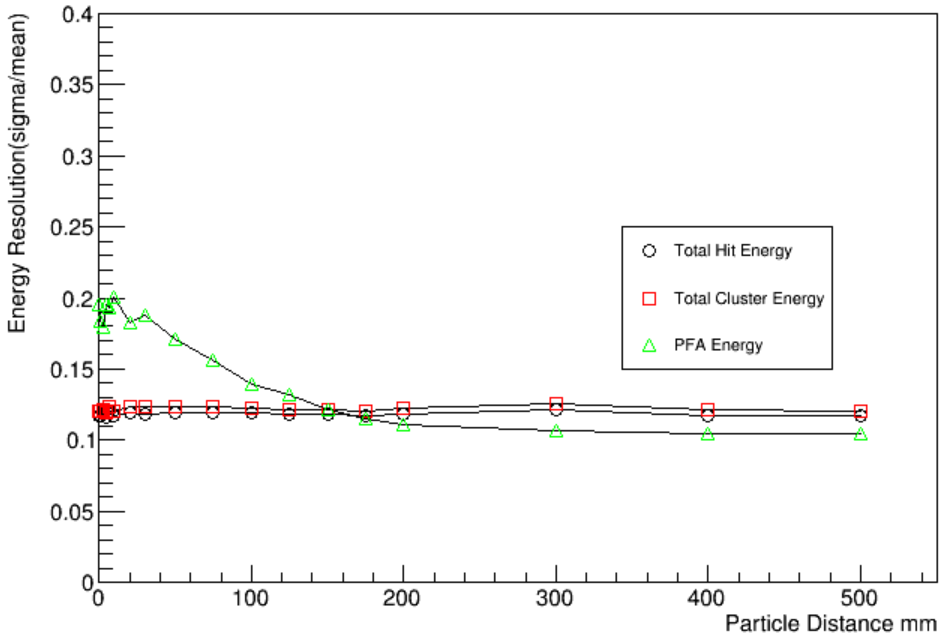 Energy Resolution(sigma/mean)
0.4
0.35
0.3
0.25
0.2
0.15
0.1
0.05
0
Total Hit Energy
Total Cluster Energy
PFA Energy
0 100 200 300 400 500
Particle Distance mm